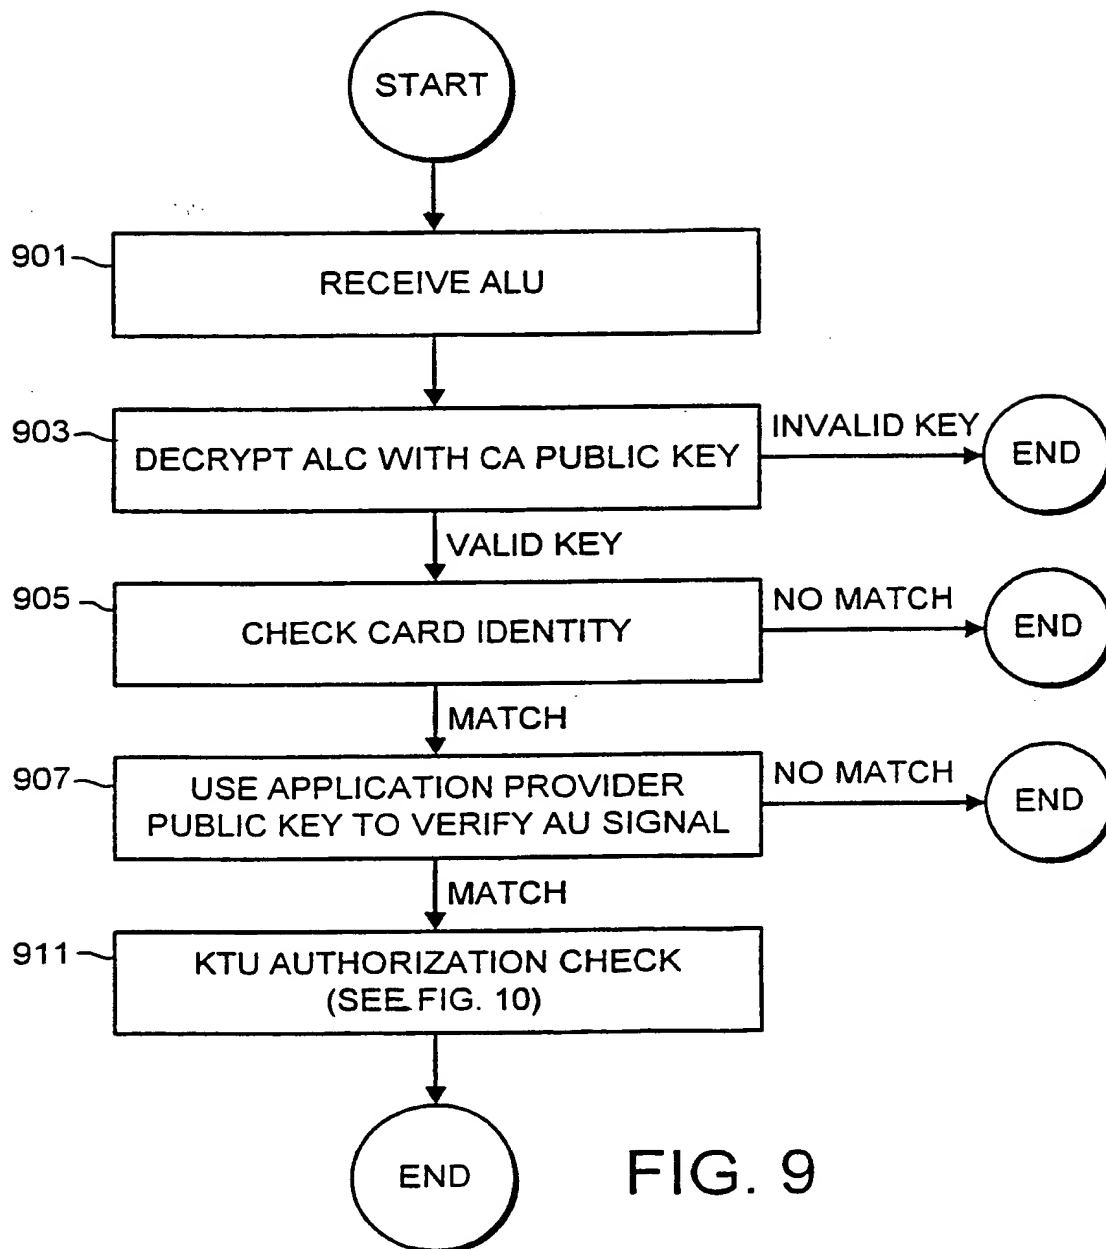 START
901
RECEIVE ALU
903
DECRYPT ALC WITH CA PUBLIC KEY
INVALID KEY
END
VALID KEY
905
CHECK CARD IDENTITY
NO MATCH
END
MATCH
907
USE APPLICATION PROVIDER
PUBLIC KEY TO VERIFY AU SIGNAL
NO MATCH
END
MATCH
911
KTU AUTHORIZATION CHECK
(SEE FIG. 10)
END
FIG. 9